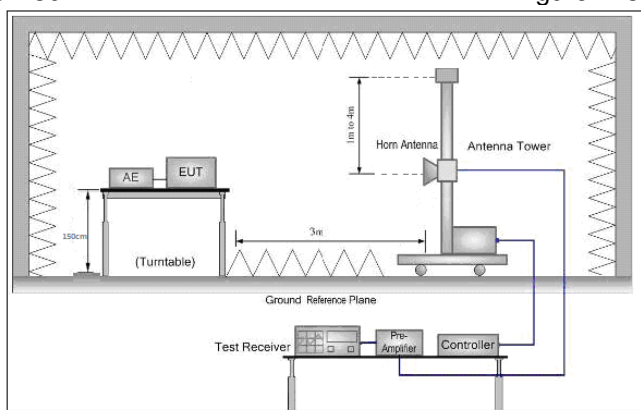 1m to 4m
Horn Antenna
Antenna Tower
AE
EUT
150cm
3m
(Turntable)
Ground Reference Plane
Test Receiver
Pre-
Amplifier
Controller